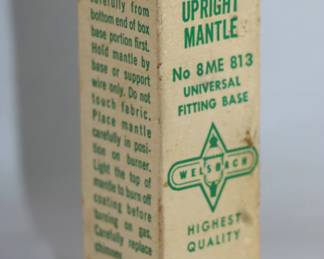 carefully from
bottom end of box
base portion first.
Hold mantle by
base or support
wire only. Do not
touch fabric.
Place mantle
carefully in posi-
tion on burner.
Light the top of
mantle to burn off
coating before
turning on gas.
Carefully replace
chimney
UPRIGHT
MANTLE
No 8ME 813
UNIVERSAL
FITTING BASE
WELSBACH
HIGHEST
QUALITY